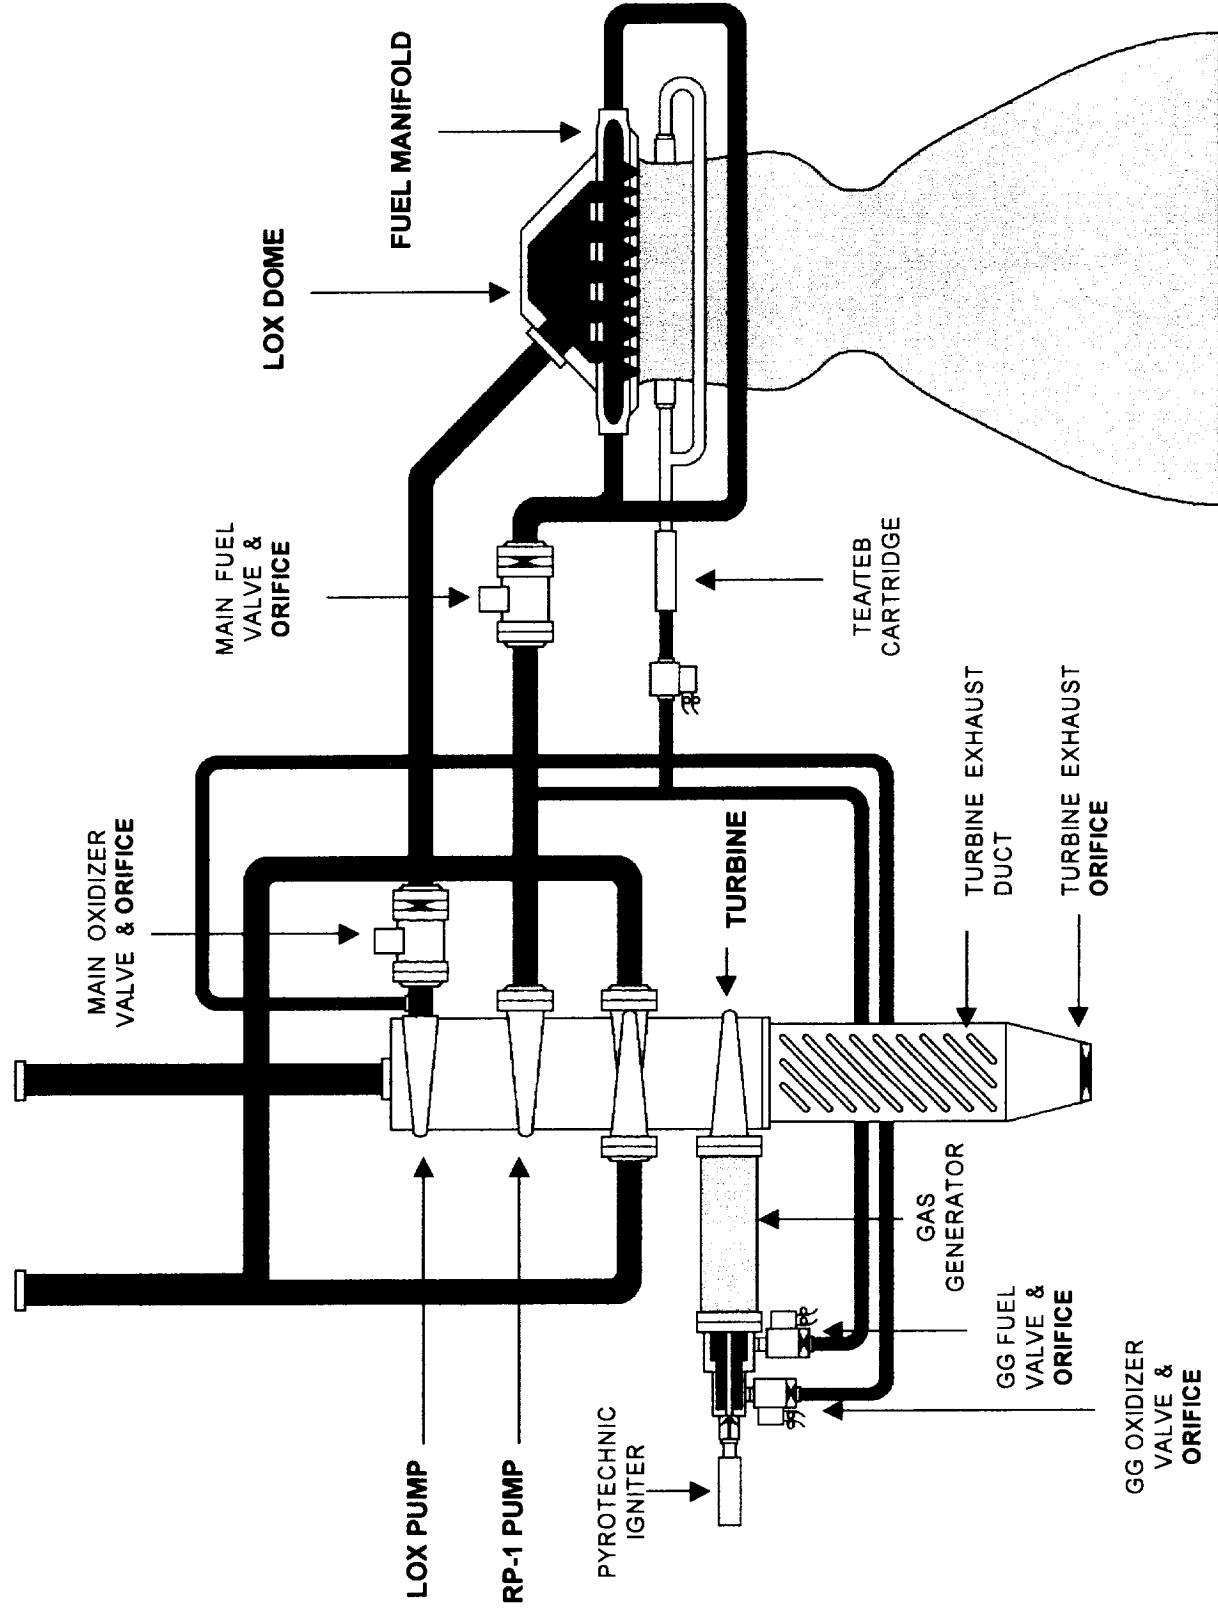 FUEL MANIFOLD
LOX DOME
MAIN FUEL
VALVE &
ORIFICE
MAIN OXIDIZER
VALVE & ORIFICE
TEA/TEB
CARTRIDGE
TURBINE
TURBINE EXHAUST
DUCT
TURBINE EXHAUST
ORIFICE
LOX PUMP
RP-1 PUMP
PYROTECHNIC
IGNITER
GAS
GENERATOR
GG FUEL
VALVE &
ORIFICE
GG OXIDIZER
VALVE &
ORIFICE